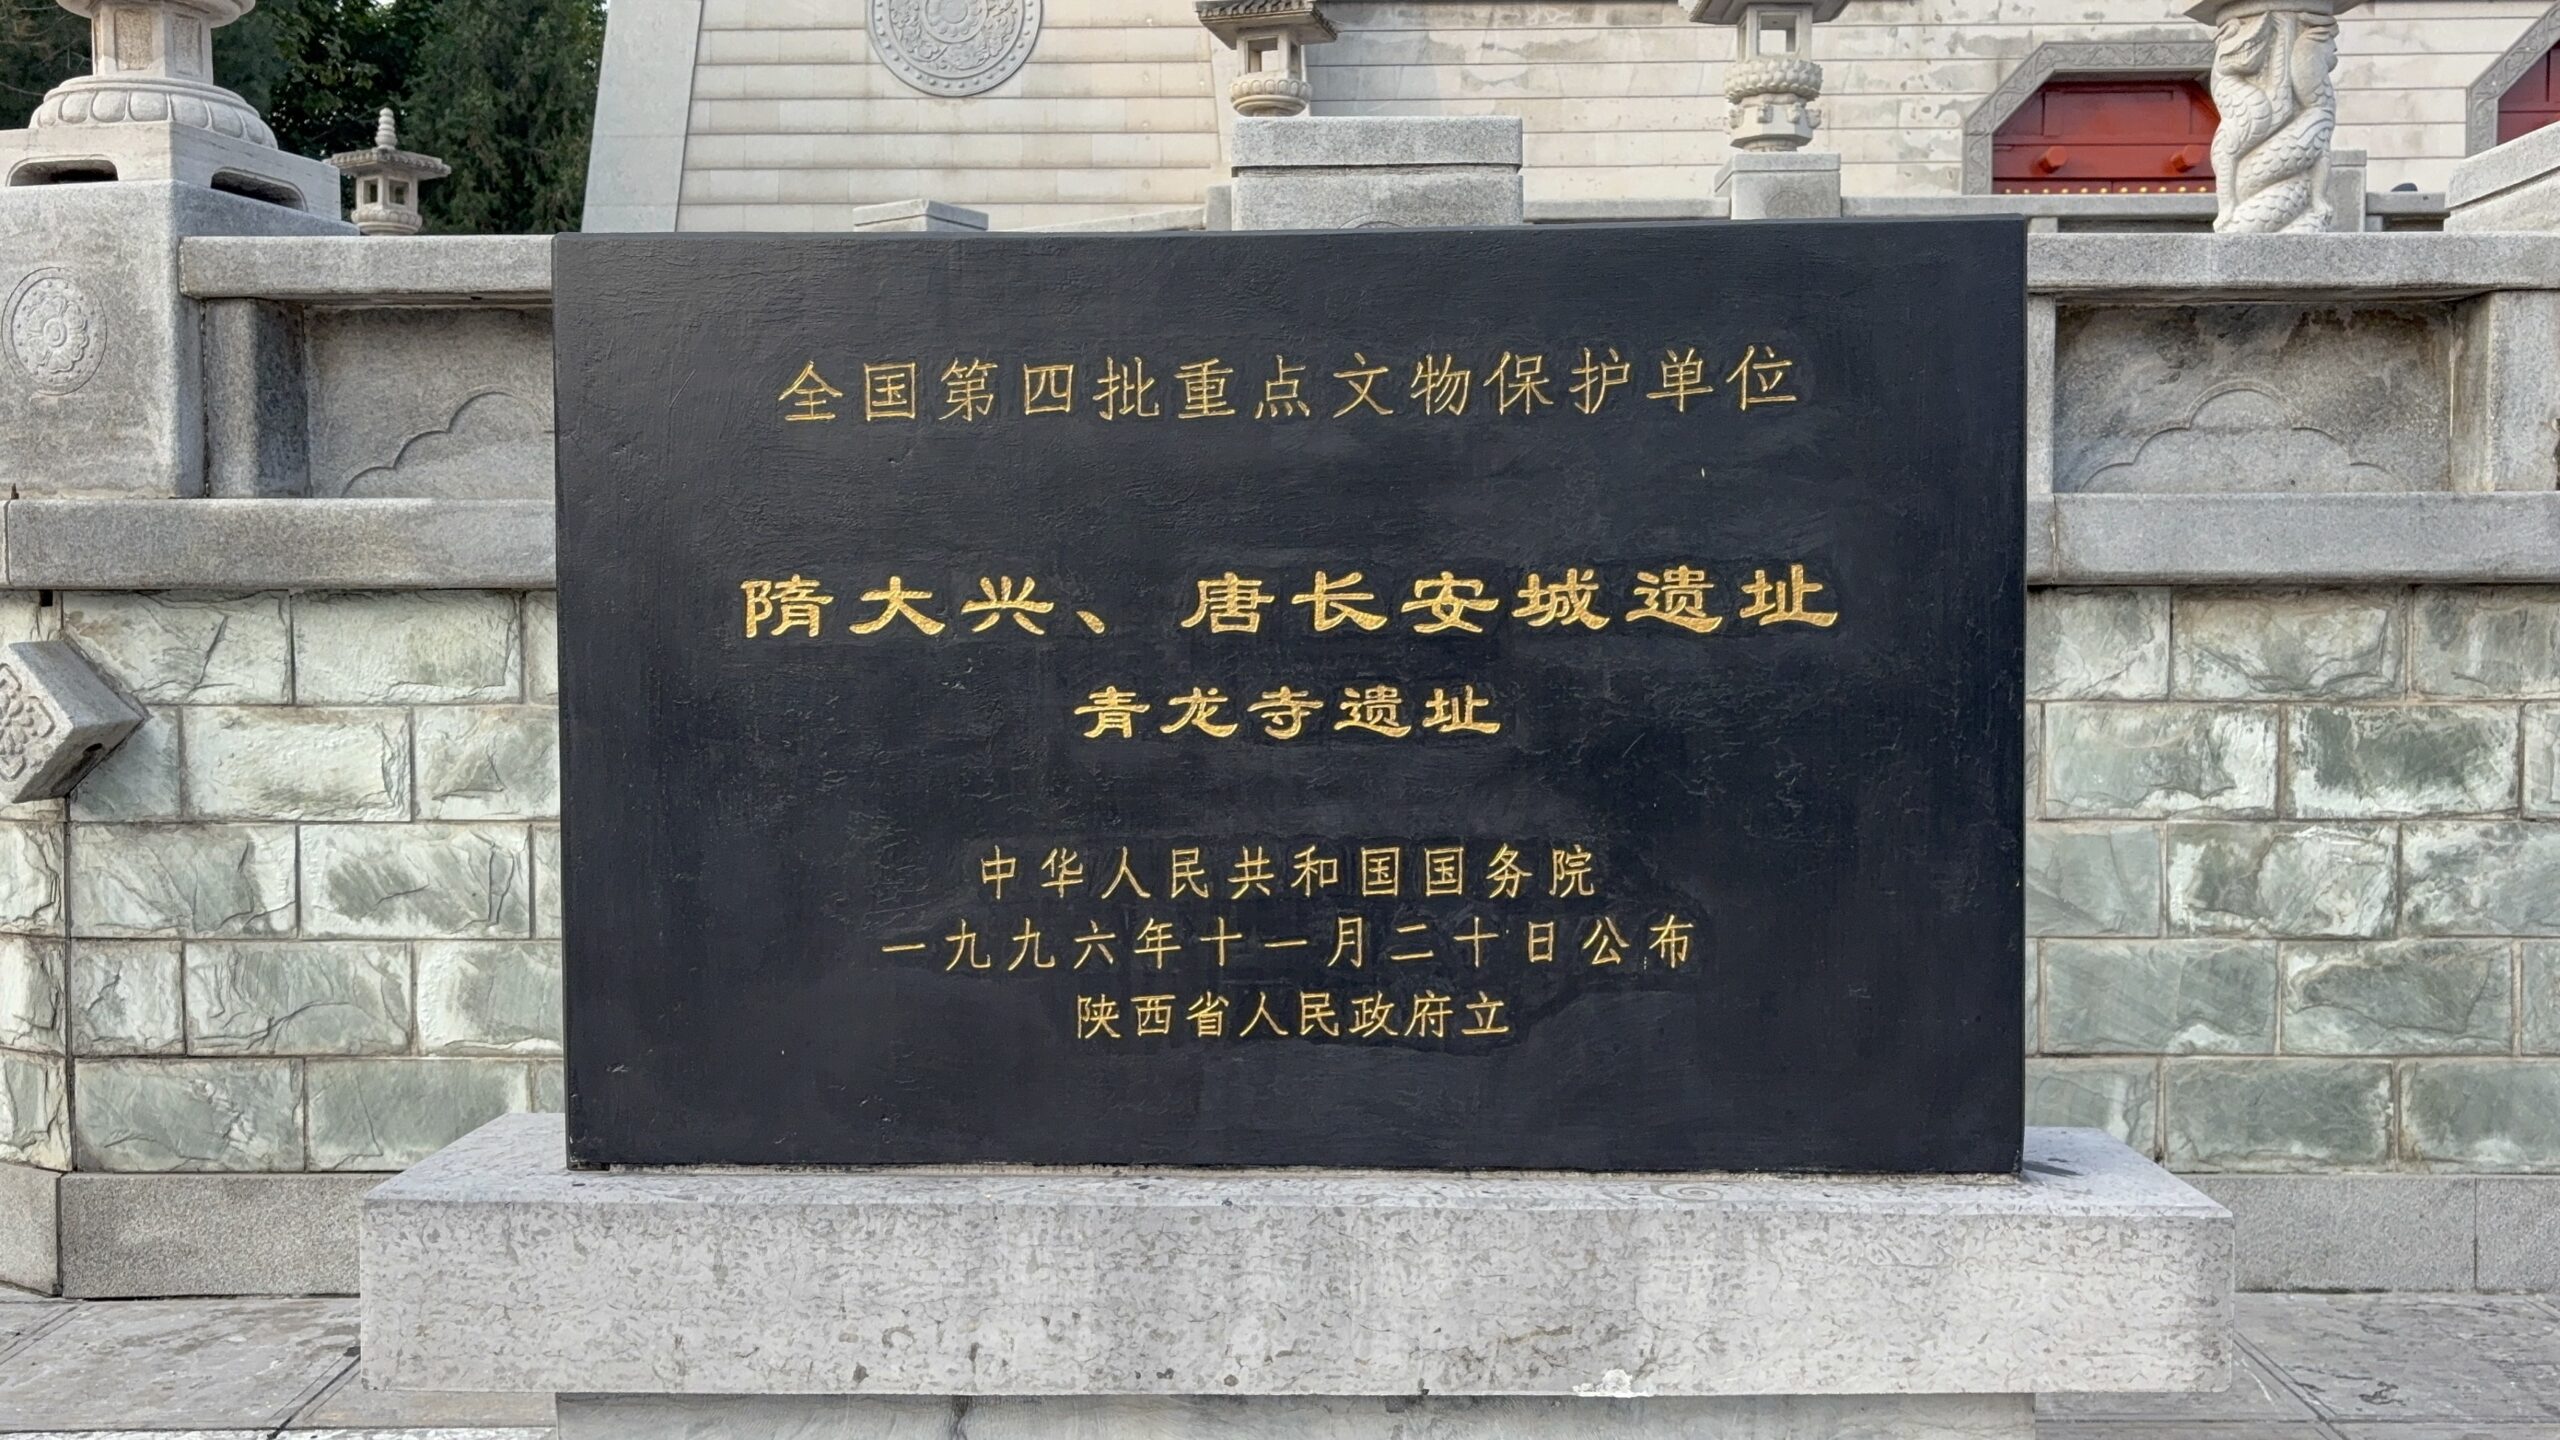 全国第四批重点文物保护单位
隋大兴、唐长安城遗址
青龙寺遗址
中华人民共和国国务院
一九九六年十一月二十日公布
陕西省人民政府立